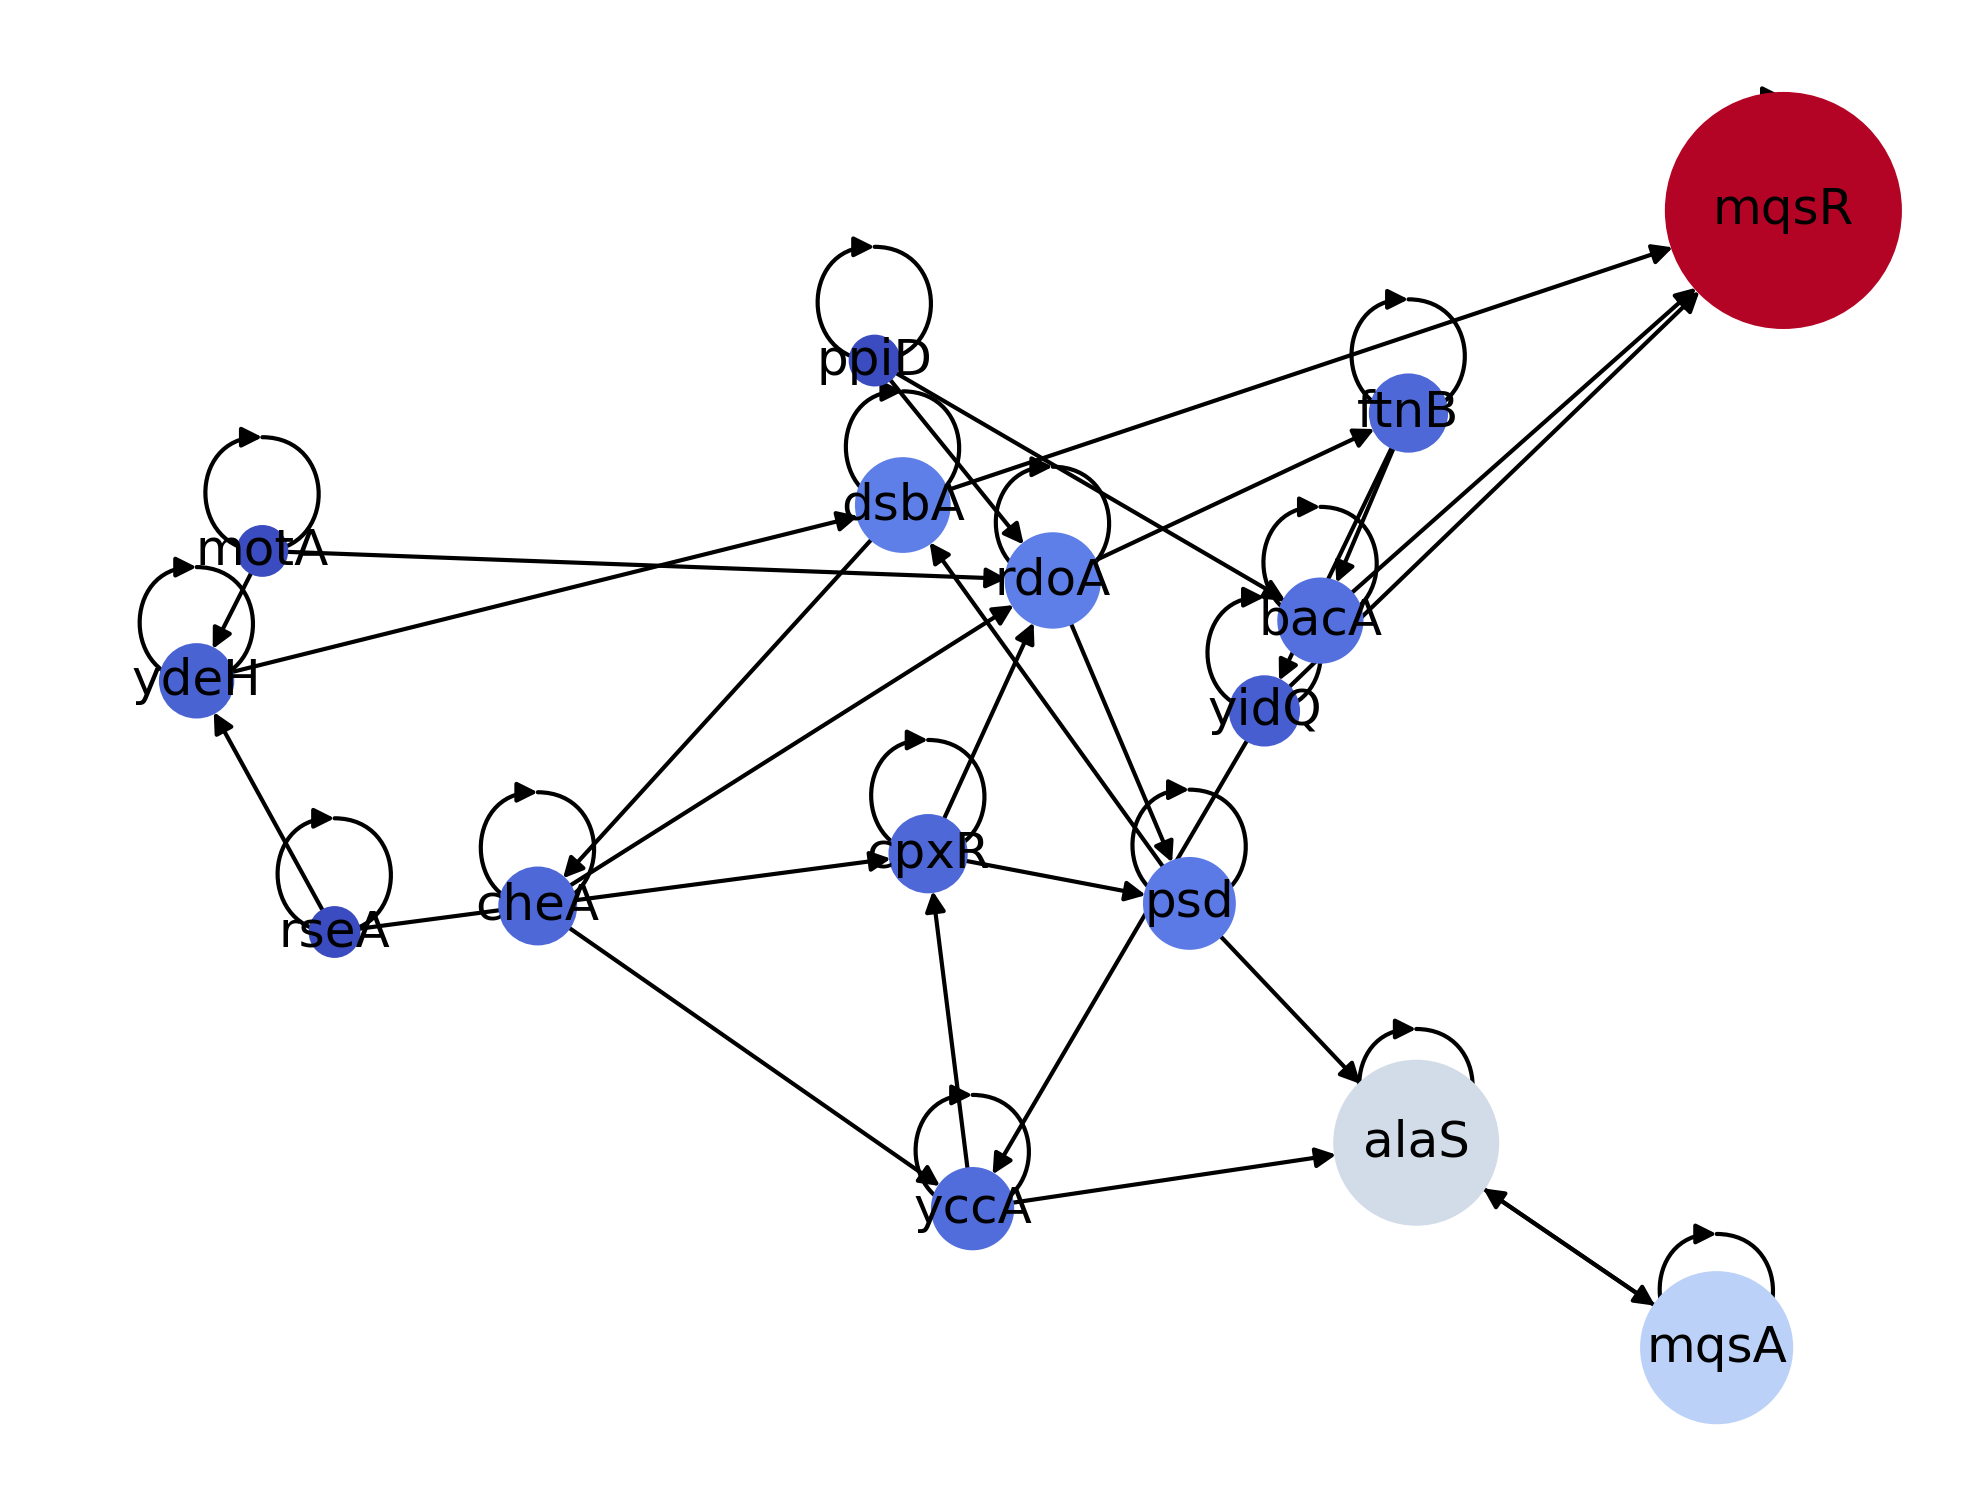 mqsR
ppiD
ftnB
dsbA
motA
rdoA
bacA
ydeH
yidQ
cpxR
psd
cheA
rseA
alaS
yccA
mqsA